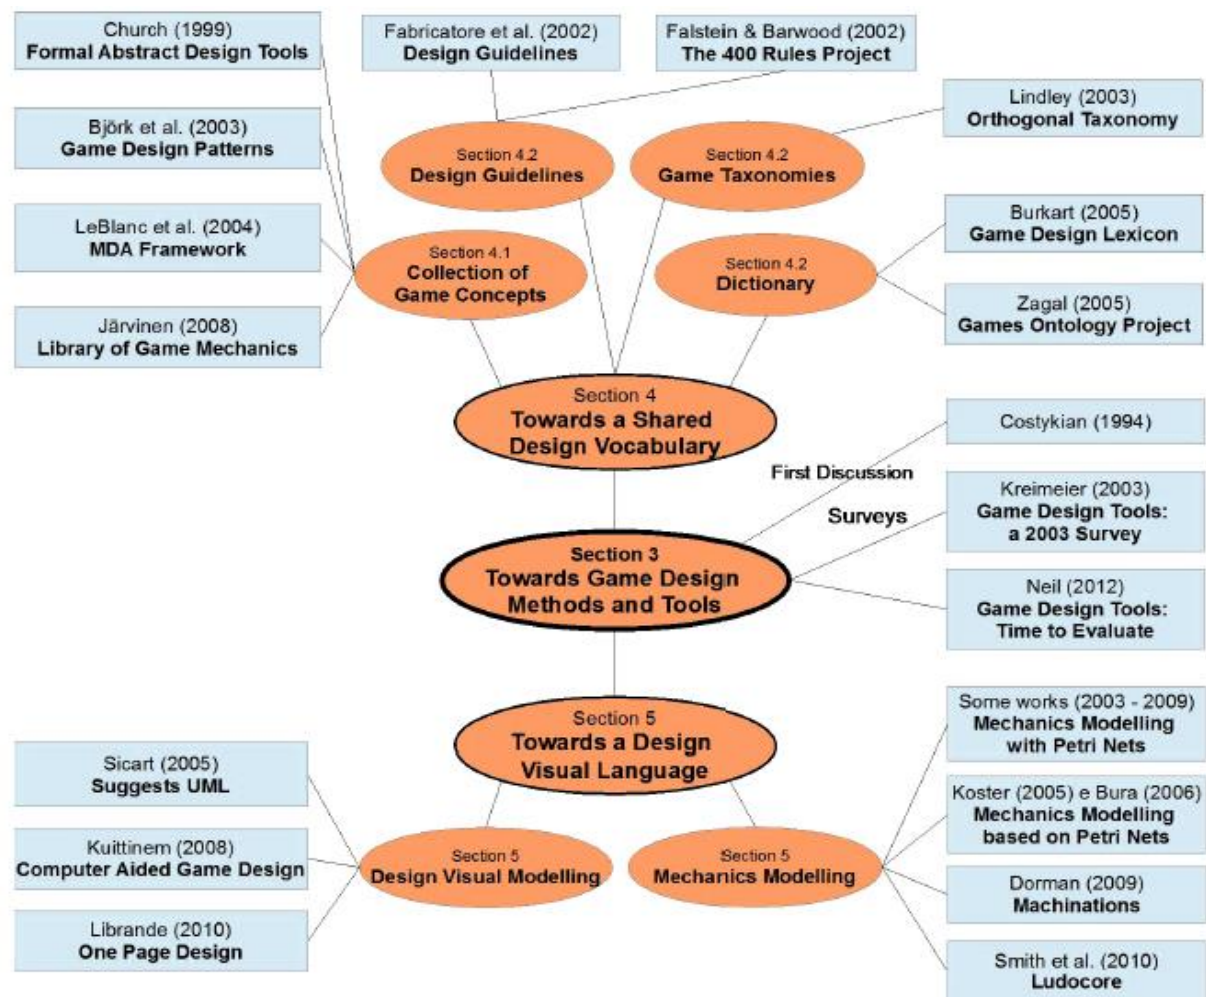 Church (1999)
Formal Abstract Design Tools
Fabricatore et al. (2002)
Design Guidelines
Falstein & Barwood (2002)
The 400 Rules Project
Lindley (2003)
Orthogonal Taxonomy
Björk et al. (2003)
Game Design Patterns
Section 4.2
Design Guidelines
Section 4.2
Game Taxonomies
LeBlanc et al. (2004)
MDA Framework
Burkart (2005)
Game Design Lexicon
Section 4.1
Collection of
Game Concepts
Section 4.2
Dictionary
Järvinen (2008)
Library of Game Mechanics
Zagal (2005)
Games Ontology Project
Section 4
Towards a Shared
Design Vocabulary
Costykian (1994)
First Discussion
Surveys
Kreimeier (2003)
Game Design Tools:
a 2003 Survey
Section 3
Towards Game Design
Methods and Tools
Neil (2012)
Game Design Tools:
Time to Evaluate
Section 5
Towards a Design
Visual Language
Some works (2003 - 2009)
Mechanics Modelling
with Petri Nets
Sicart (2005)
Suggests UML
Koster (2005) e Bura (2006)
Mechanics Modelling
based on Petri Nets
Kuittinem (2008)
Computer Aided Game Design
Section 5
Design Visual Modelling
Section 5
Mechanics Modelling
Dorman (2009)
Machinations
Librande (2010)
One Page Design
Smith et al. (2010)
Ludocore